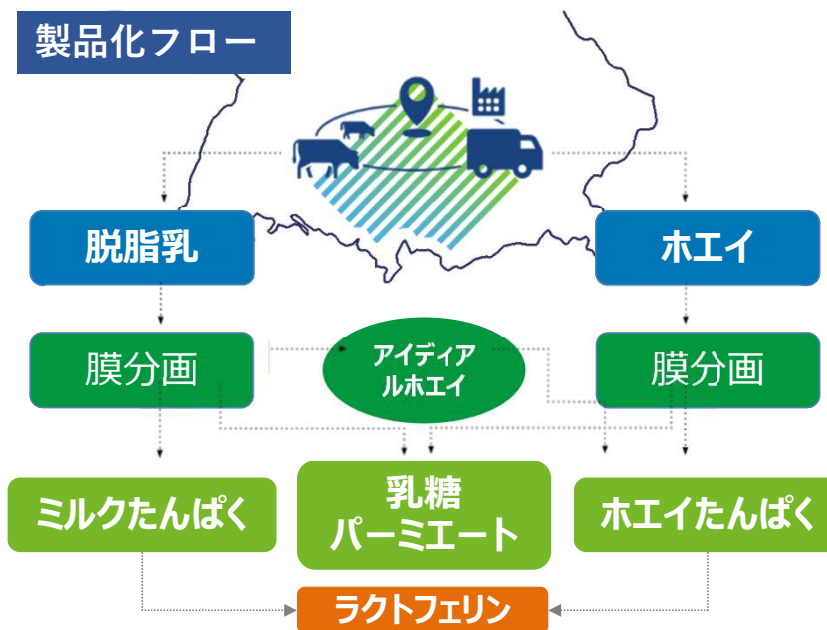 製品化フロー
脱脂乳
ホエイ
膜分画
アイディア
ルホエイ
膜分画
ミルクたんぱく
乳糖
パーミエート
ホエイたんぱく
ラクトフェリン